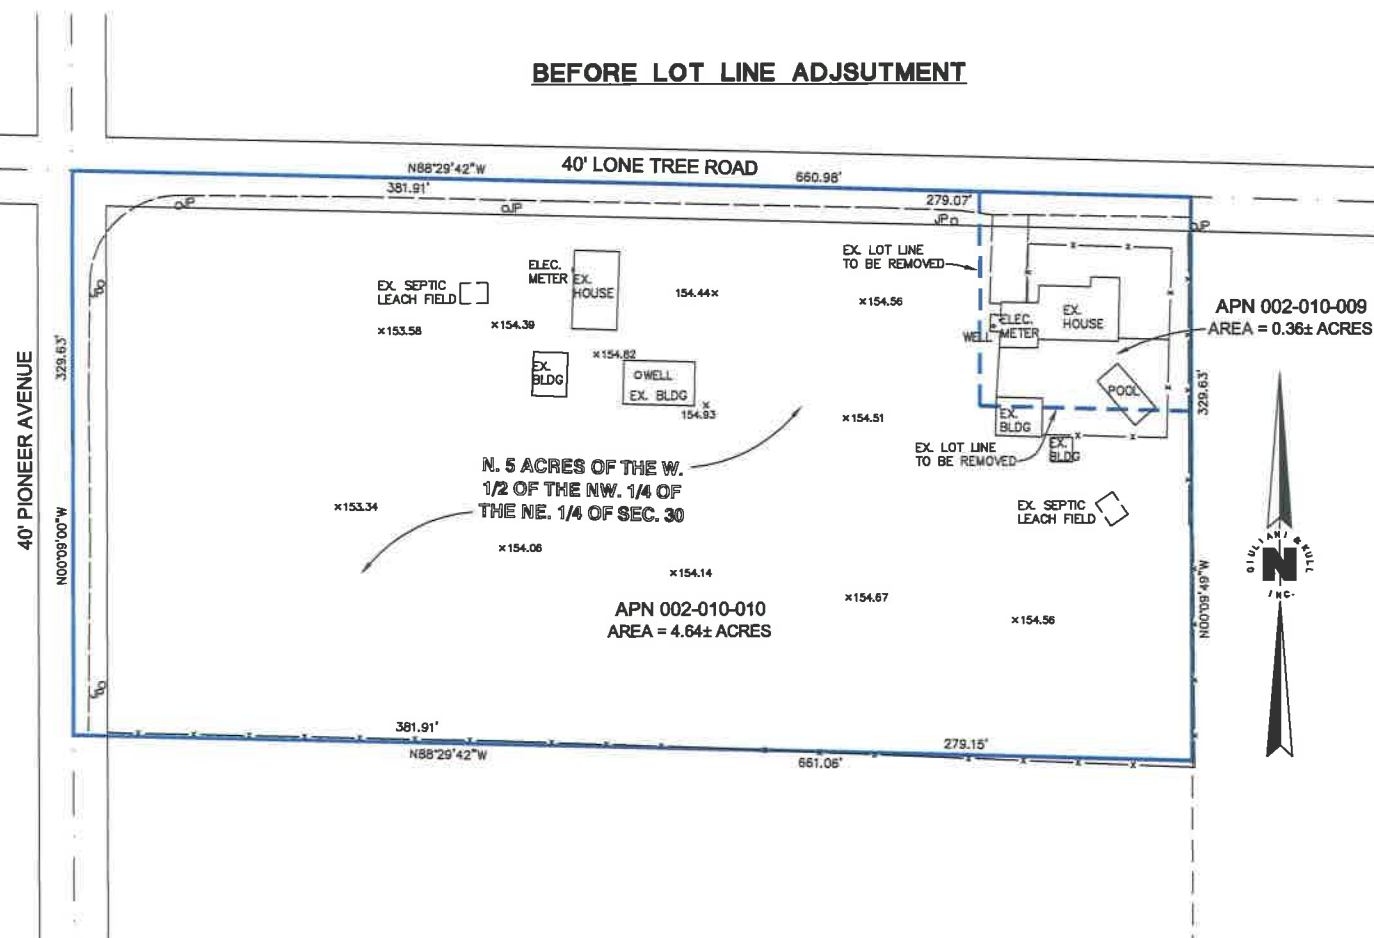 BEFORE LOT LINE ADJSUTMENT
N88°29'42"W
40' LONE TREE ROAD
660.98'
381.91'
279.07'
JP
JP
JP
JP
EX. LOT LINE
TO BE REMOVED
ELEC.
METER
EX.
HOUSE
EX. SEPTIC
LEACH FIELD
154.44
154.56
153.58
154.39
154.82
EX.
BLDG
WELL
EX. BLDG
154.93
154.51
WELL
ELEC.
METER
EX.
HOUSE
POOL
APN 002-010-009
AREA = 0.36± ACRES
EX.
BLDG
EX.
BLDG
EX. LOT LINE
TO BE REMOVED
329.63'
329.63'
40' PIONEER AVENUE
N00°09'00"W
N. 5 ACRES OF THE W.
1/2 OF THE NW. 1/4 OF
THE NE. 1/4 OF SEC. 30
153.34
154.06
154.14
154.67
154.56
EX. SEPTIC
LEACH FIELD
APN 002-010-010
AREA = 4.64± ACRES
N00°09'49"W
GIULIANI & KULL
N
INC.
381.91'
N88°29'42"W
279.15'
661.06'